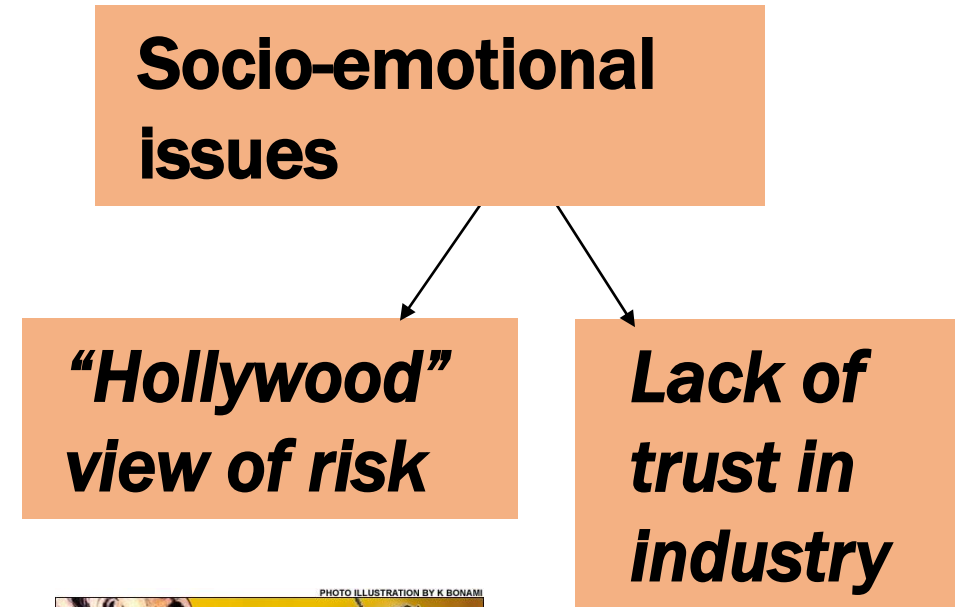 Socio-emotional
issues
“Hollywood”
view of risk
Lack of
trust in
industry
PHOTO ILLUSTRATION BY K BONAMI